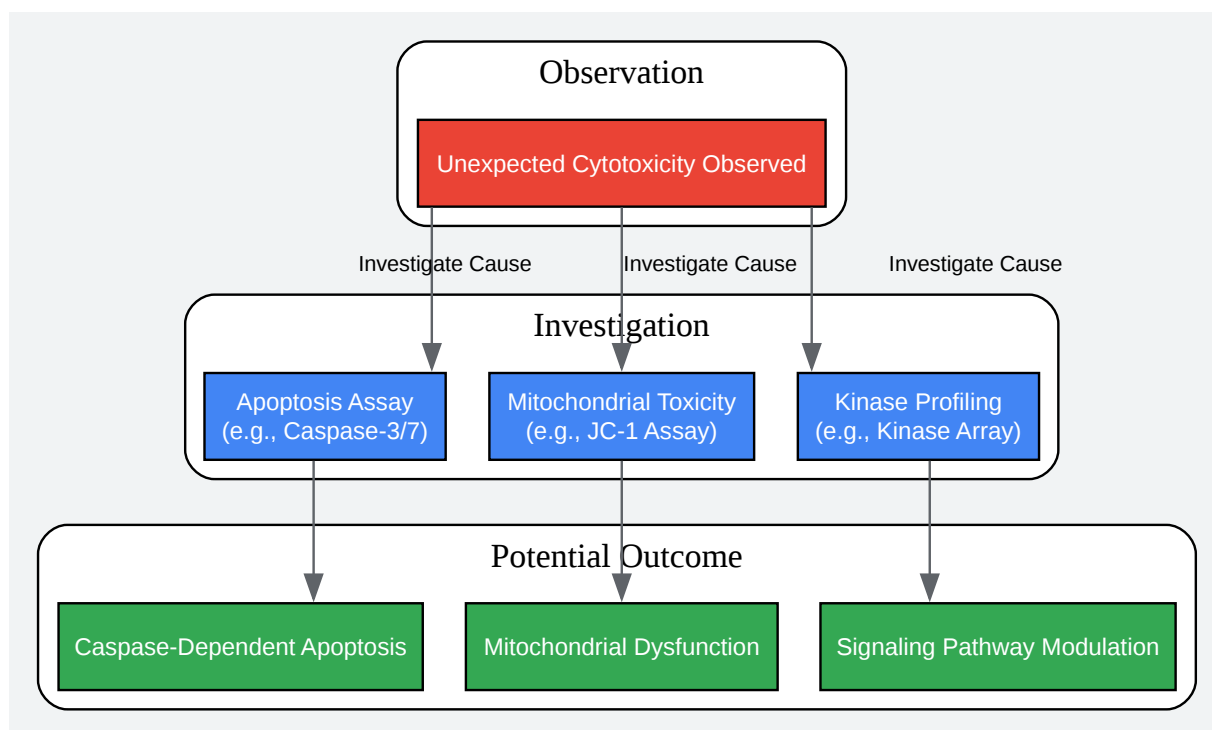 Observation
Unexpected Cytotoxicity Observed
Investigate Cause
Investigate Cause
Investigate Cause
Investigation
Apoptosis Assay
(e.g., Caspase-3/7)
Mitochondrial Toxicity
(e.g., JC-1 Assay)
Kinase Profiling
(e.g., Kinase Array)
Potential Outcome
Caspase-Dependent Apoptosis
Mitochondrial Dysfunction
Signaling Pathway Modulation